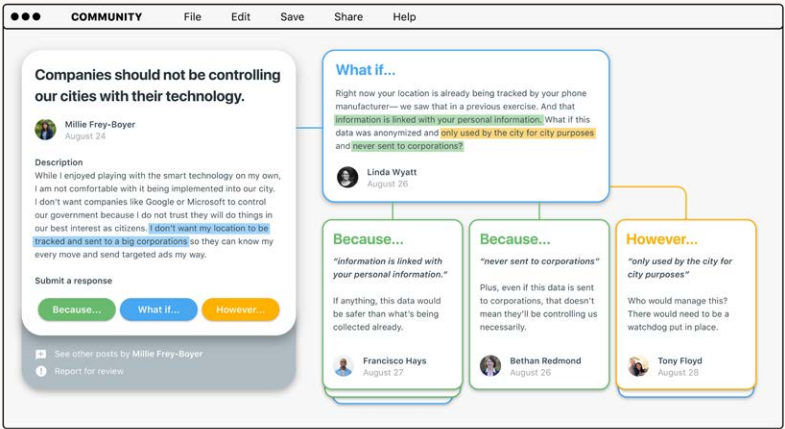 COMMUNITY File Edit Save Share Help
Companies should not be controlling
our cities with their technology.
Millie Frey-Boyer
August 24
Description
While I enjoyed playing with the smart technology on my own,
I am not comfortable with it being implemented into our city.
I don't want companies like Google or Microsoft to control
our government because I do not trust they will do things in
our best interest as citizens. I don't want my location to be
tracked and sent to a big corporations so they can know my
every move and send targeted ads my way.
Submit a response
Because... What if... However...
See other posts by Millie Frey-Boyer
Report for review
What if...
Right now your location is already being tracked by your phone
manufacturer— we saw that in a previous exercise. And that
information is linked with your personal information. What if this
data was anonymized and only used by the city for city purposes
and never sent to corporations?
Linda Wyatt
August 26
Because...
“information is linked with
your personal information.”
If anything, this data would
be safer than what's being
collected already.
Francisco Hays
August 27
Because...
“never sent to corporations”
Plus, even if this data is sent
to corporations, that doesn't
mean they'll be controlling us
necessarily.
Bethan Redmond
August 26
However...
“only used by the city for
city purposes”
Who would manage this?
There would need to be a
watchdog put in place.
Tony Floyd
August 28